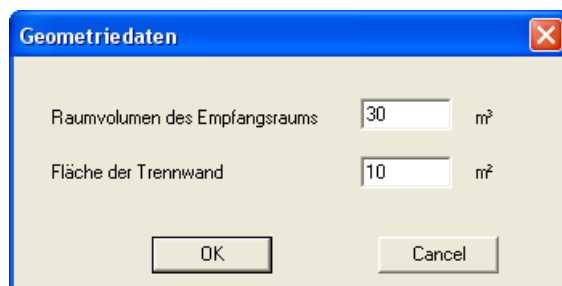 Geometriedaten
Raumvolumen des Empfangsraums 30 m³
Fläche der Trennwand 10 m²
OK Cancel